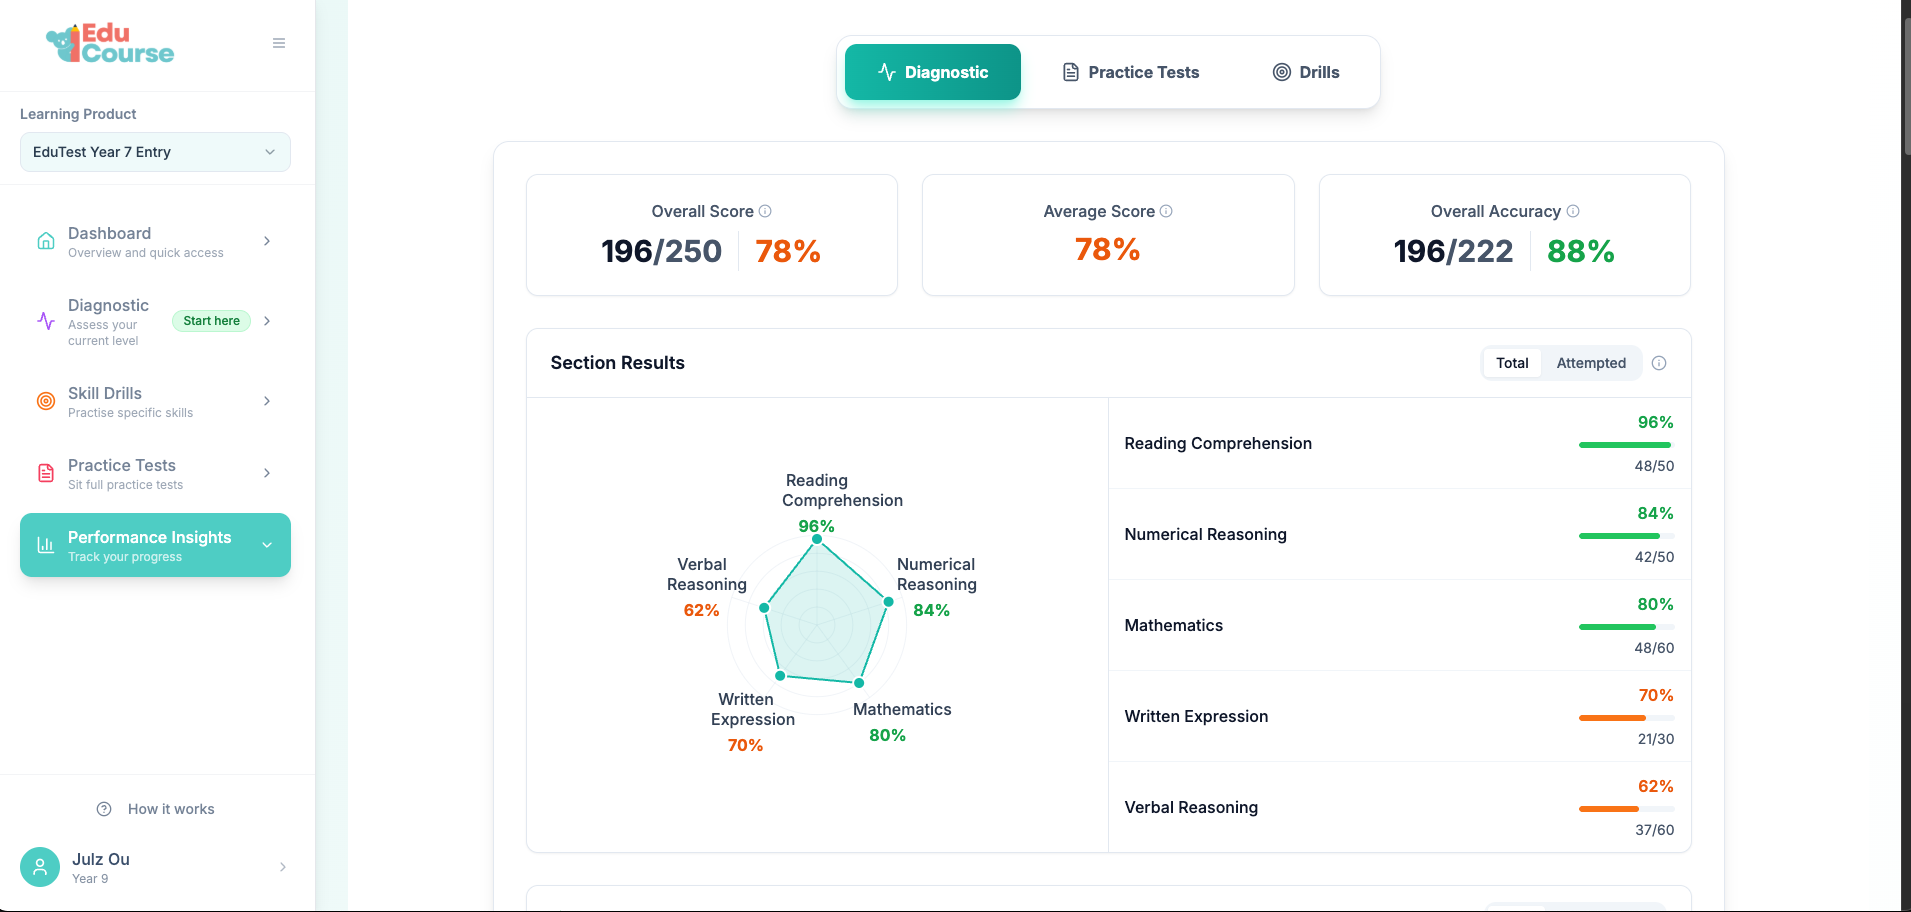 Edu
Course
Learning Product
EduTest Year 7 Entry
Dashboard
Overview and quick access
Diagnostic
Assess your
current level
Start here
Skill Drills
Practise specific skills
Practice Tests
Sit full practice tests
Performance Insights
Track your progress
How it works
Julz Ou
Year 9
Diagnostic
Practice Tests
Drills
Overall Score
196/250
78%
Average Score
78%
Overall Accuracy
196/222
88%
Section Results
Total
Attempted
Reading
Comprehension
96%
Numerical
Reasoning
84%
Mathematics
80%
Written
Expression
70%
Verbal
Reasoning
62%
Reading Comprehension
96%
48/50
Numerical Reasoning
84%
42/50
Mathematics
80%
48/60
Written Expression
70%
21/30
Verbal Reasoning
62%
37/60